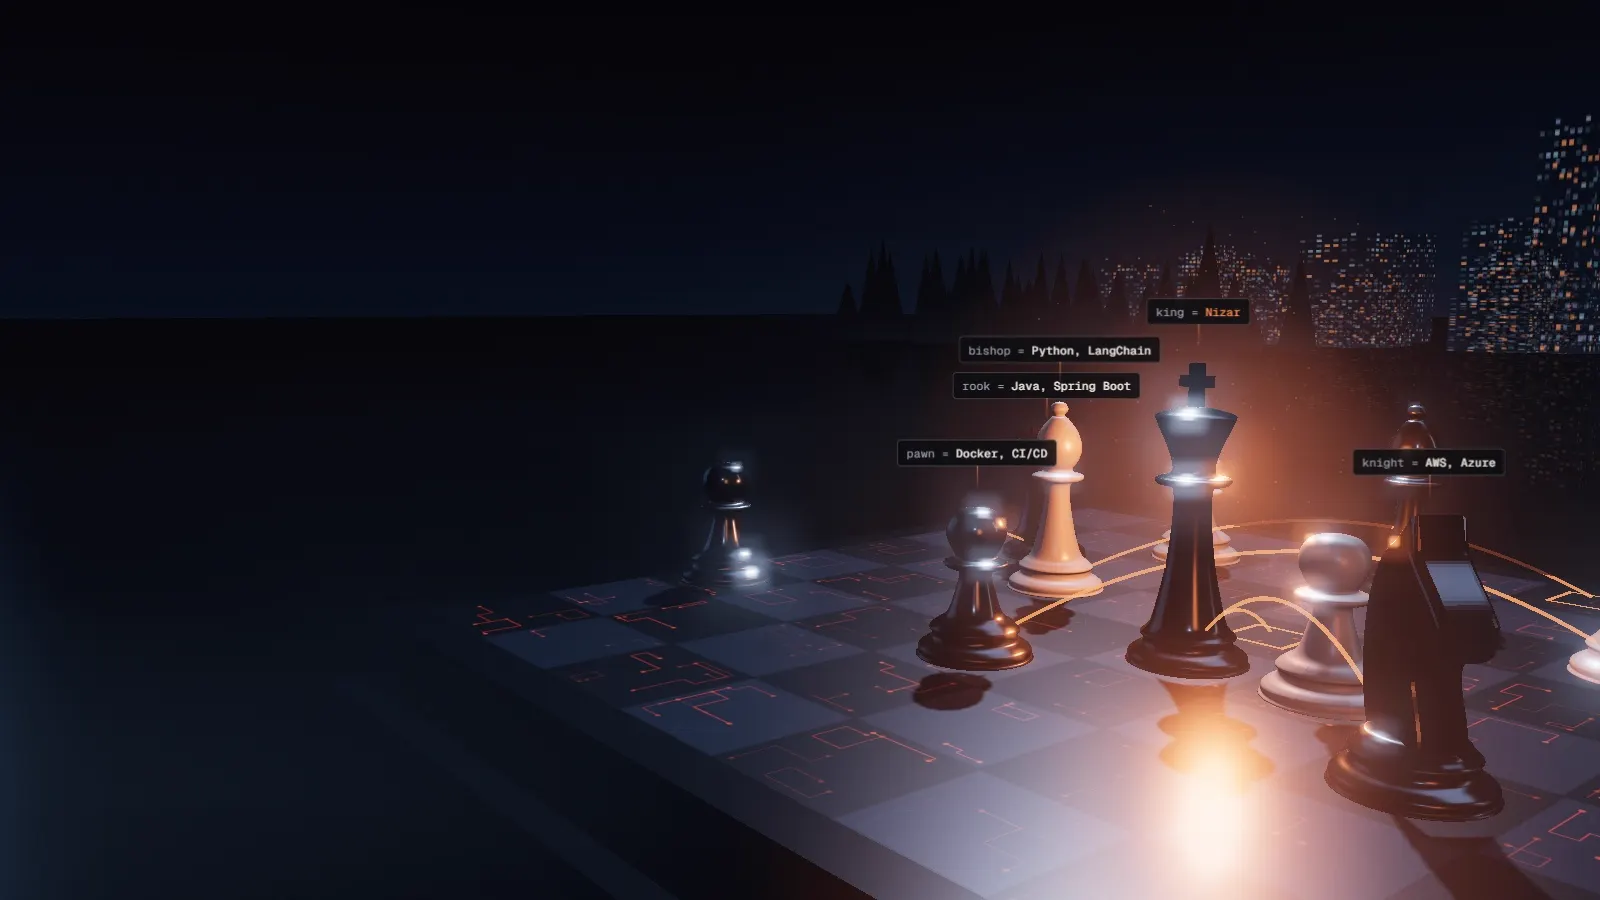 king = Nizar
bishop = Python, LangChain
rook = Java, Spring Boot
pawn = Docker, CI/CD
knight = AWS, Azure